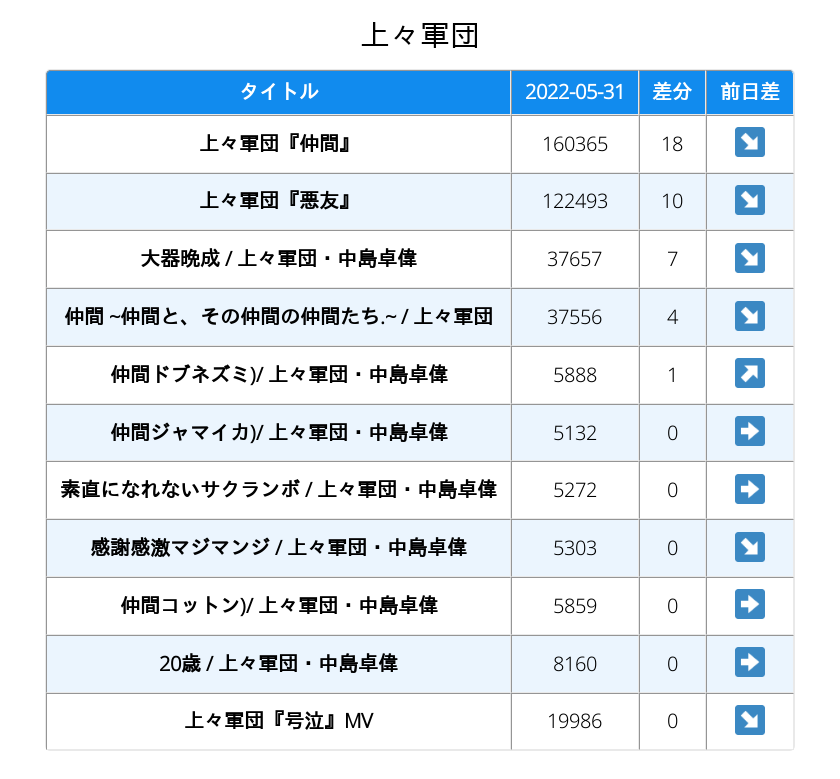 上々軍団
タイトル 2022-05-31 差分 前日差
上々軍団『仲間』 160365 18 ↘
上々軍団『悪友』 122493 10 ↘
大器晩成 / 上々軍団・中島卓偉 37657 7 ↘
仲間 ~仲間と、その仲間の仲間たち.~ / 上々軍団 37556 4 ↘
仲間ドブネズミ)/ 上々軍団・中島卓偉 5888 1 ↗
仲間ジャマイカ)/ 上々軍団・中島卓偉 5132 0 ➡
素直になれないサクランボ / 上々軍団・中島卓偉 5272 0 ➡
感謝感激マジマンジ / 上々軍団・中島卓偉 5303 0 ↘
仲間コットン)/ 上々軍団・中島卓偉 5859 0 ➡
20歳 / 上々軍団・中島卓偉 8160 0 ➡
上々軍団『号泣』MV 19986 0 ↘